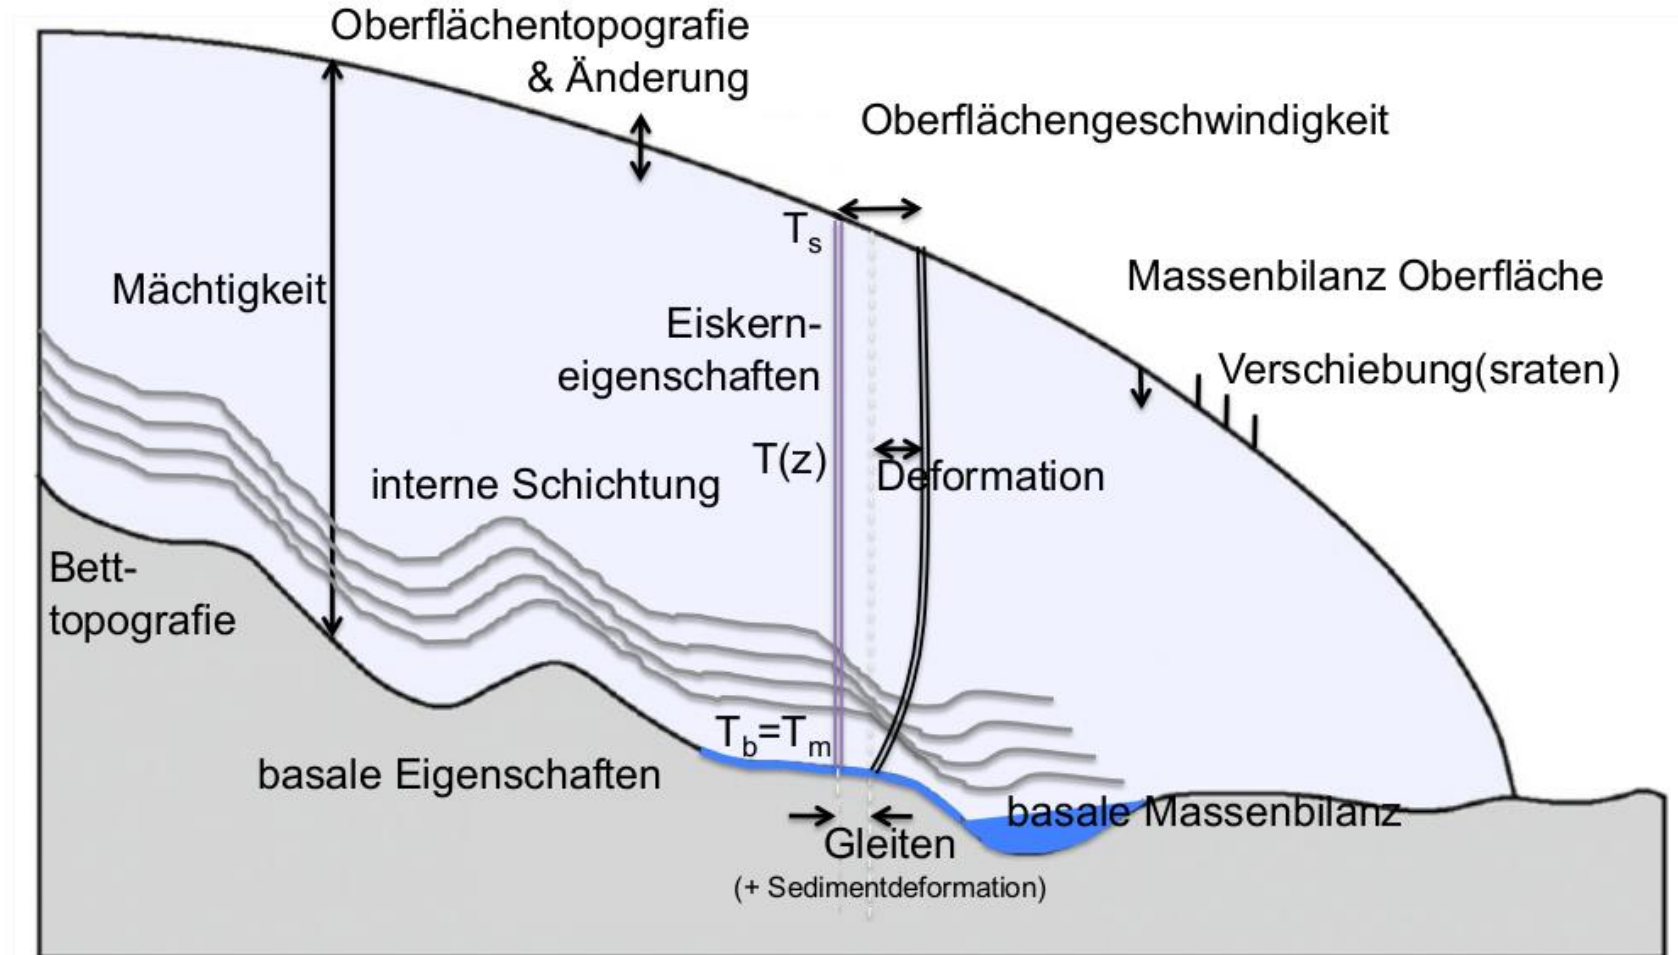 Oberflächentopografie
& Änderung
Oberflächengeschwindigkeit
Ts
Massenbilanz Oberfläche
Mächtigkeit
Eiskern-
eigenschaften
Verschiebung(sraten)
T(z)
Deformation
interne Schichtung
Bett-
topografie
Tb=Tm
basale Eigenschaften
basale Massenbilanz
Gleiten
(+ Sedimentdeformation)